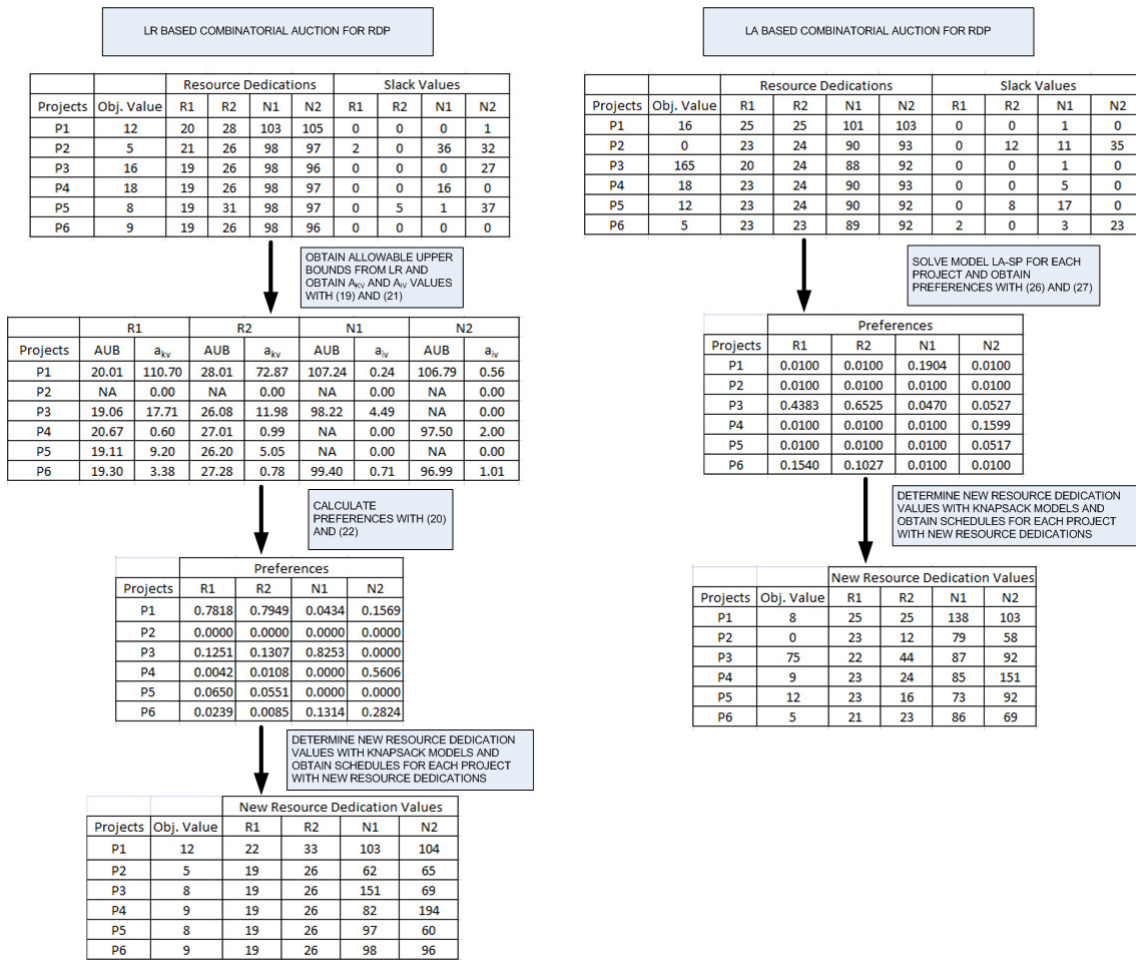 LR BASED COMBINATORIAL AUCTION FOR RDP
Resource Dedications Slack Values
Projects Obj. Value R1 R2 N1 N2 R1 R2 N1 N2
P1 12 20 28 103 105 0 0 0 1
P2 5 21 26 98 97 2 0 36 32
P3 16 19 26 98 96 0 0 0 27
P4 18 19 26 98 97 0 0 16 0
P5 8 19 31 98 97 0 5 1 37
P6 9 19 26 98 96 0 0 0 0
OBTAIN ALLOWABLE UPPER
BOUNDS FROM LR AND
OBTAIN AKV AND AIV VALUES
WITH (19) AND (21)
R1 R2 N1 N2
Projects AUB akv AUB akv AUB aiv AUB aiv
P1 20.01 110.70 28.01 72.87 107.24 0.24 106.79 0.56
P2 NA 0.00 NA 0.00 NA 0.00 NA 0.00
P3 19.06 17.71 26.08 11.98 98.22 4.49 NA 0.00
P4 20.67 0.60 27.01 0.99 NA 0.00 97.50 2.00
P5 19.11 9.20 26.20 5.05 NA 0.00 NA 0.00
P6 19.30 3.38 27.28 0.78 99.40 0.71 96.99 1.01
CALCULATE
PREFERENCES WITH (20)
AND (22)
Preferences
Projects R1 R2 N1 N2
P1 0.7818 0.7949 0.0434 0.1569
P2 0.0000 0.0000 0.0000 0.0000
P3 0.1251 0.1307 0.8253 0.0000
P4 0.0042 0.0108 0.0000 0.5606
P5 0.0650 0.0551 0.0000 0.0000
P6 0.0239 0.0085 0.1314 0.2824
DETERMINE NEW RESOURCE DEDICATION
VALUES WITH KNAPSACK MODELS AND
OBTAIN SCHEDULES FOR EACH PROJECT
WITH NEW RESOURCE DEDICATIONS
New Resource Dedication Values
Projects Obj. Value R1 R2 N1 N2
P1 12 22 33 103 104
P2 5 19 26 62 65
P3 8 19 26 151 69
P4 9 19 26 82 194
P5 8 19 26 97 60
P6 9 19 26 98 96
LA BASED COMBINATORIAL AUCTION FOR RDP
Resource Dedications Slack Values
Projects Obj. Value R1 R2 N1 N2 R1 R2 N1 N2
P1 16 25 25 101 103 0 0 1 0
P2 0 23 24 90 93 0 12 11 35
P3 165 20 24 88 92 0 0 1 0
P4 18 23 24 90 93 0 0 5 0
P5 12 23 24 90 92 0 8 17 0
P6 5 23 23 89 92 2 0 3 23
SOLVE MODEL LA-SP FOR EACH
PROJECT AND OBTAIN
PREFERENCES WITH (26) AND (27)
Preferences
Projects R1 R2 N1 N2
P1 0.0100 0.0100 0.1904 0.0100
P2 0.0100 0.0100 0.0100 0.0100
P3 0.4383 0.6525 0.0470 0.0527
P4 0.0100 0.0100 0.0100 0.1599
P5 0.0100 0.0100 0.0100 0.0517
P6 0.1540 0.1027 0.0100 0.0100
DETERMINE NEW RESOURCE DEDICATION
VALUES WITH KNAPSACK MODELS AND
OBTAIN SCHEDULES FOR EACH PROJECT
WITH NEW RESOURCE DEDICATIONS
New Resource Dedication Values
Projects Obj. Value R1 R2 N1 N2
P1 8 25 25 138 103
P2 0 23 12 79 58
P3 75 22 44 87 92
P4 9 23 24 85 151
P5 12 23 16 73 92
P6 5 21 23 86 69